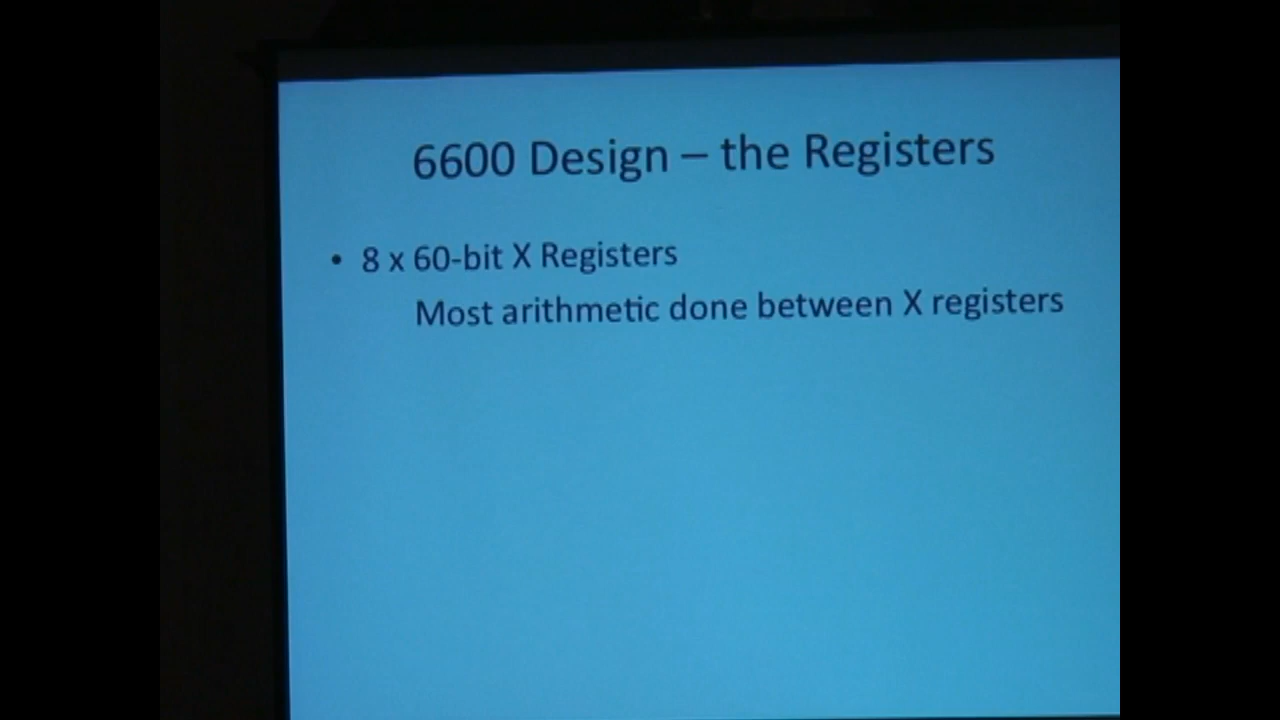 6600 Design – the Registers
• 8 x 60-bit X Registers
Most arithmetic done between X registers